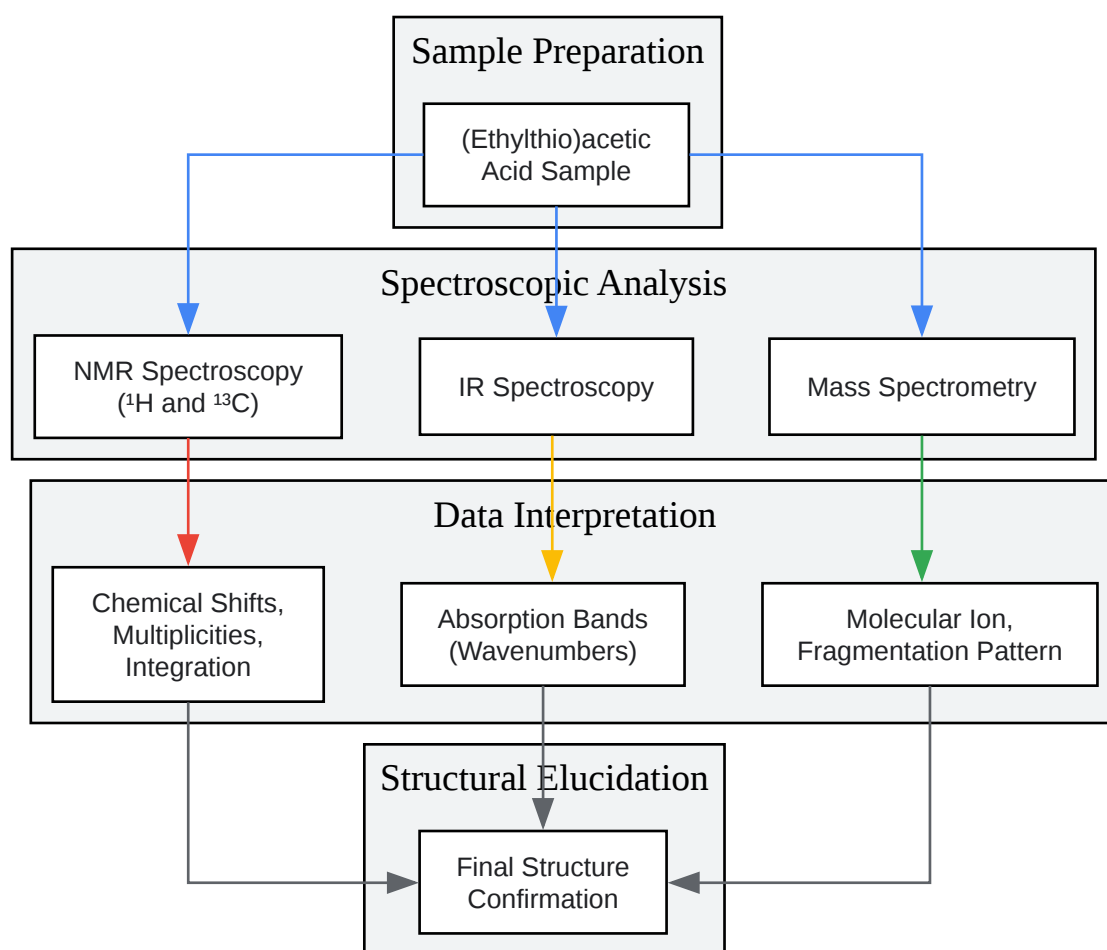 Sample Preparation
(Ethylthio)acetic
Acid Sample
Spectroscopic Analysis
NMR Spectroscopy
(¹H and ¹³C)
IR Spectroscopy
Mass Spectrometry
Data Interpretation
Chemical Shifts,
Multiplicities,
Integration
Absorption Bands
(Wavenumbers)
Molecular Ion,
Fragmentation Pattern
Structural Elucidation
Final Structure
Confirmation